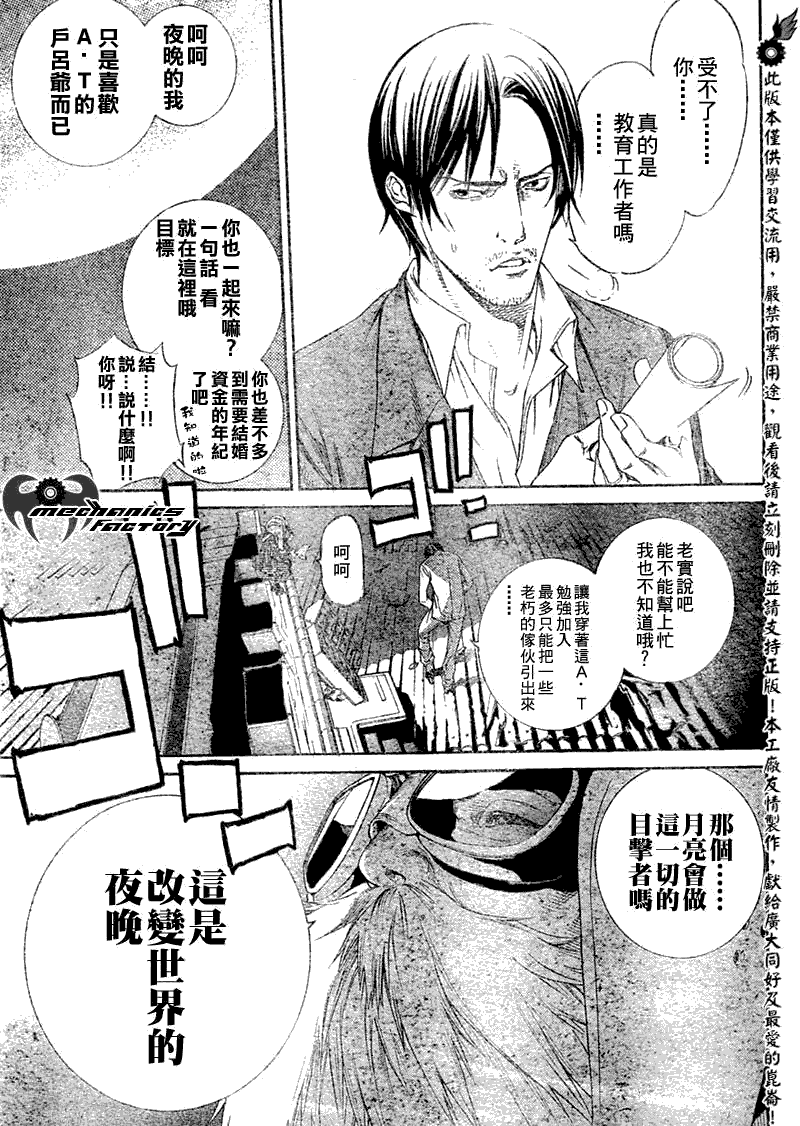 受不了……
你……
……
真的是
教育工作者嗎
呵呵
夜晚的我
只是喜歡
A·T的
戶呂爺而已
你也一起來嘛?
一句話 看
就在這裡哦
目標
你也差不多
到需要結婚
資金的年紀
了吧
我知道的啦
結……!!
說…說什麼啊!!
你呀!!
ゴゴ
mechanics
factory
老實說吧
能不能幫上忙
我也不知道哦?
讓我穿著這A·T
勉強加入
最多只能把一些
老朽的傢伙引出來
……
呵呵
ゴゴ
那個……
月亮會做
這一切的
目擊者嗎
這是
改變世界的
夜晚
此版本僅供學習交流用,嚴禁商業用途,觀看後請立刻刪除並請支持正版!本工廠友情製作,獻給廣大同好及最愛的崑崙!